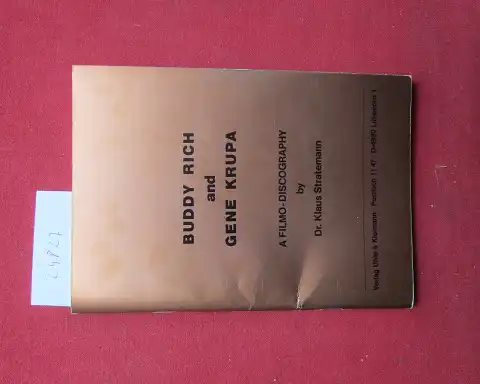 BUDDY RICH
and
GENE KRUPA
A FILMO-DISCOGRAPHY
by
Dr. Klaus Stratemann
Verlag Uhle & Kleimann · Postfach 11 47 · D-4990 Lübbecke 1